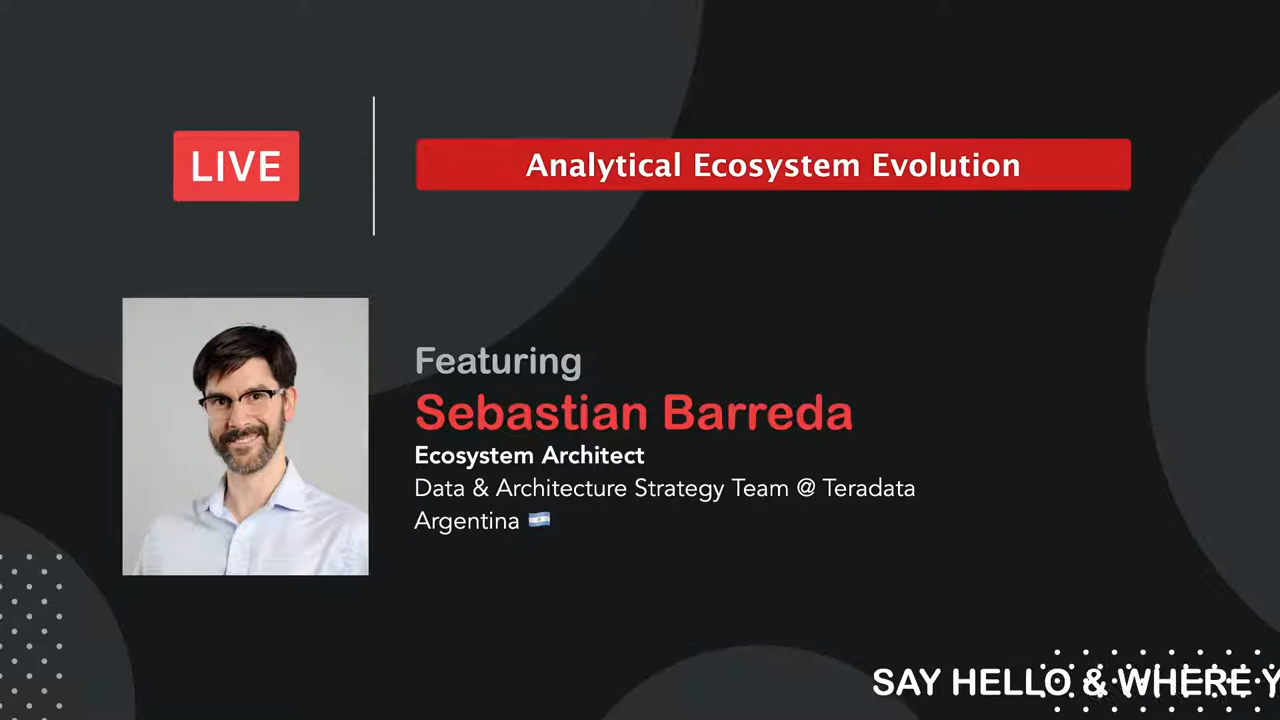 LIVE
Analytical Ecosystem Evolution
Featuring
Sebastian Barreda
Ecosystem Architect
Data & Architecture Strategy Team @ Teradata
Argentina 🇦🇷
SAY HELLO & WHERE Y